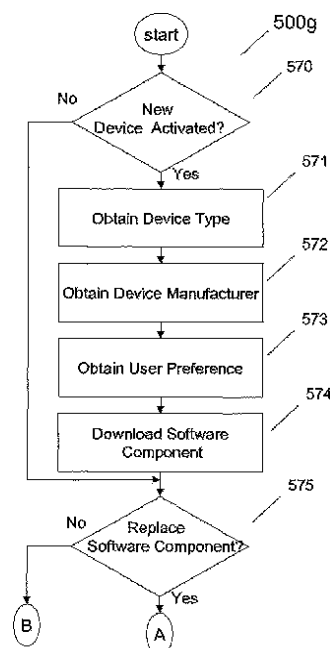 start
500g
570
No
New
Device Activated?
Yes
571
Obtain Device Type
572
Obtain Device Manufacturer
573
Obtain User Preference
574
Download Software
Component
575
No
Replace
Software Component?
Yes
B
A